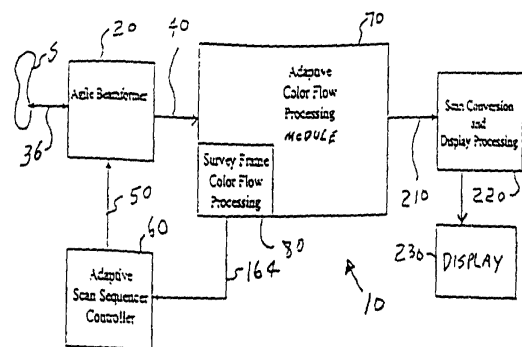 20
40
70
5
Agile Beamformer
Adaptive
Color Flow
Processing
MODULE
Scan Conversion
and
Display Processing
36
50
Survey Frame
Color Flow
Processing
210
220
60
80
230
DISPLAY
164
Adaptive
Scan Sequencer
Controller
10